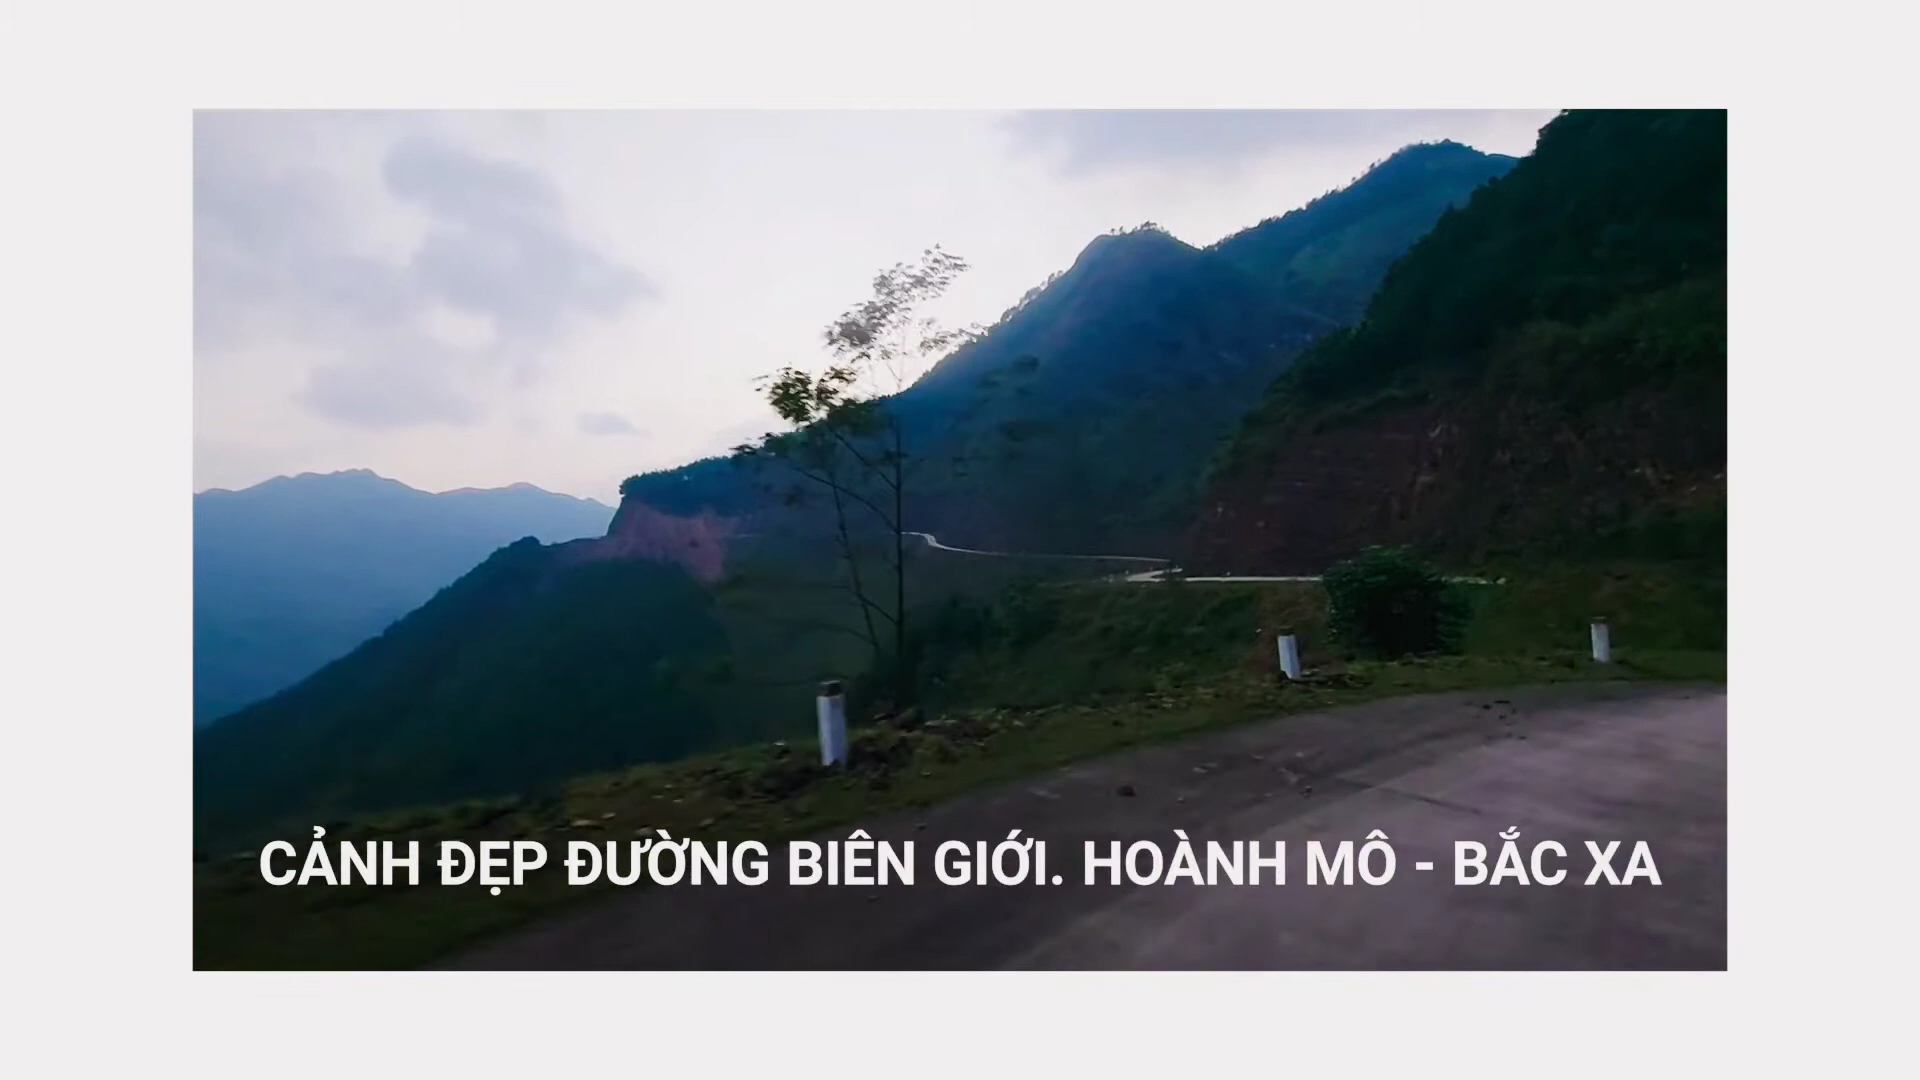 CẢNH ĐẸP ĐƯỜNG BIÊN GIỚI. HOÀNH MÔ - BẮC XA